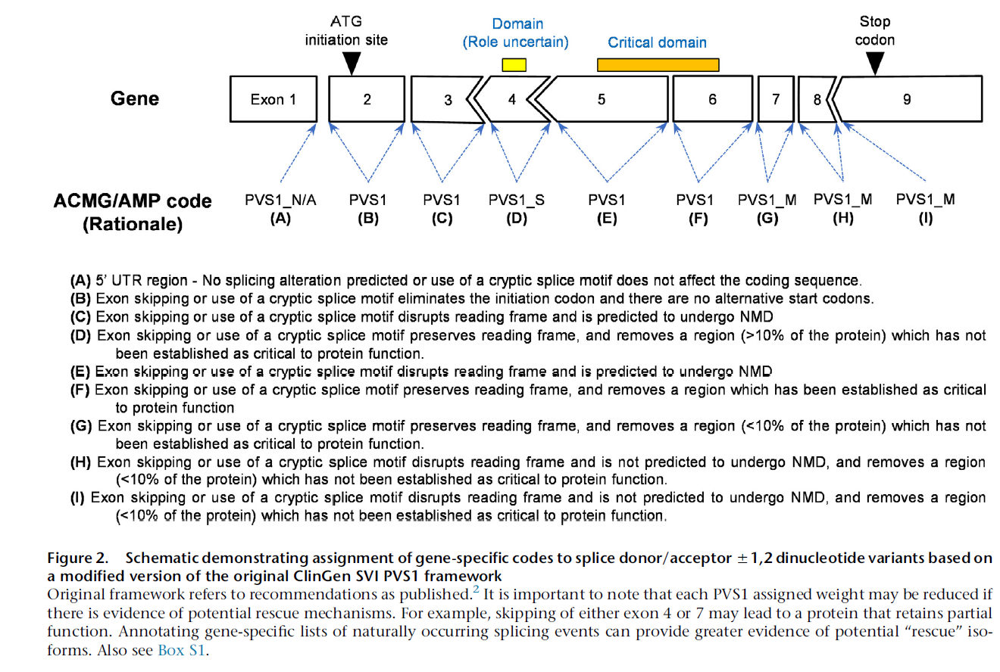 ATG
initiation site
Domain
(Role uncertain)
Critical domain
Stop
codon
Gene
Exon 1
2
3
4
5
6
7
8
9
ACMG/AMP code
(Rationale)
PVS1_N/A
(A)
PVS1
(B)
PVS1
(C)
PVS1_S
(D)
PVS1
(E)
PVS1
(F)
PVS1_M
(G)
PVS1_M
(H)
PVS1_M
(I)
(A) 5' UTR region - No splicing alteration predicted or use of a cryptic splice motif does not affect the coding sequence.
(B) Exon skipping or use of a cryptic splice motif eliminates the initiation codon and there are no alternative start codons.
(C) Exon skipping or use of a cryptic splice motif disrupts reading frame and is predicted to undergo NMD
(D) Exon skipping or use of a cryptic splice motif preserves reading frame, and removes a region (>10% of the protein) which has not
been established as critical to protein function.
(E) Exon skipping or use of a cryptic splice motif disrupts reading frame and is predicted to undergo NMD
(F) Exon skipping or use of a cryptic splice motif preserves reading frame, and removes a region which has been established as critical
to protein function
(G) Exon skipping or use of a cryptic splice motif preserves reading frame, and removes a region (<10% of the protein) which has not
been established as critical to protein function.
(H) Exon skipping or use of a cryptic splice motif disrupts reading frame and is not predicted to undergo NMD, and removes a region
(<10% of the protein) which has not been established as critical to protein function.
(I) Exon skipping or use of a cryptic splice motif disrupts reading frame and is not predicted to undergo NMD, and removes a region
(<10% of the protein) which has not been established as critical to protein function.
Figure 2. Schematic demonstrating assignment of gene-specific codes to splice donor/acceptor ±1,2 dinucleotide variants based on
a modified version of the original ClinGen SVI PVS1 framework
Original framework refers to recommendations as published.2 It is important to note that each PVS1 assigned weight may be reduced if
there is evidence of potential rescue mechanisms. For example, skipping of either exon 4 or 7 may lead to a protein that retains partial
function. Annotating gene-specific lists of naturally occurring splicing events can provide greater evidence of potential “rescue” iso-
forms. Also see Box S1.